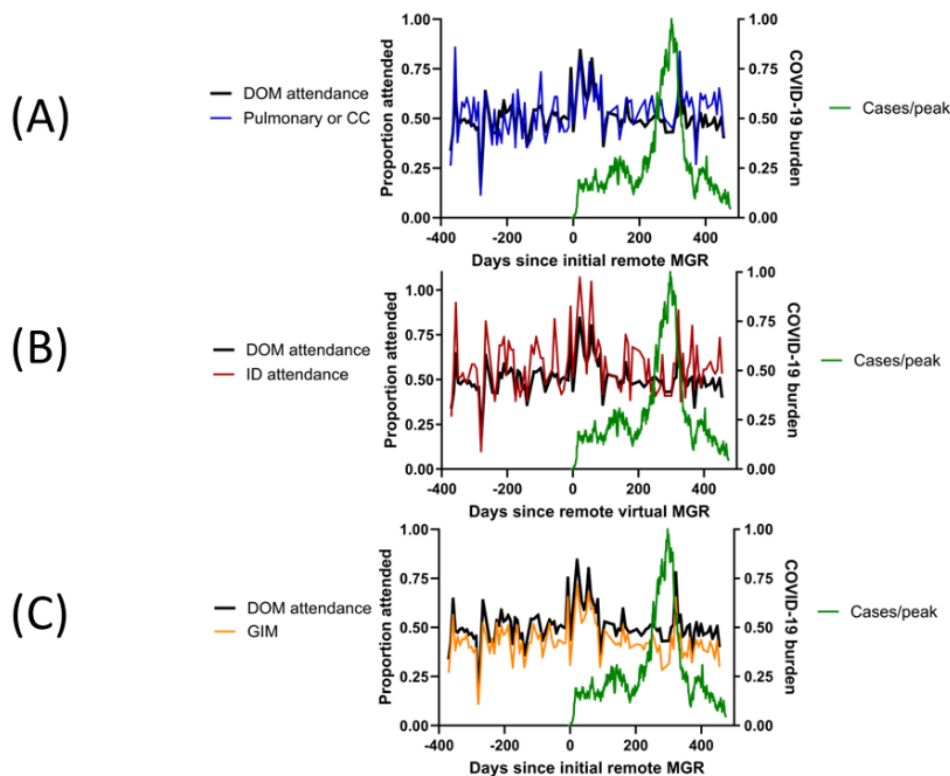 (A)
DOM attendance
Pulmonary or CC
Proportion attended
1.00
0.75
0.50
0.25
0.00
-400
-200
0
200
400
Days since initial remote MGR
1.00
0.75
0.50
0.25
0.00
COVID-19 burden
Cases/peak
(B)
DOM attendance
ID attendance
Proportion attended
1.00
0.75
0.50
0.25
0.00
-400
-200
0
200
400
Days since remote virtual MGR
1.00
0.75
0.50
0.25
0.00
COVID-19 burden
Cases/peak
(C)
DOM attendance
GIM
Proportion attended
1.00
0.75
0.50
0.25
0.00
-400
-200
0
200
400
Days since initial remote MGR
1.00
0.75
0.50
0.25
0.00
COVID-19 burden
Cases/peak